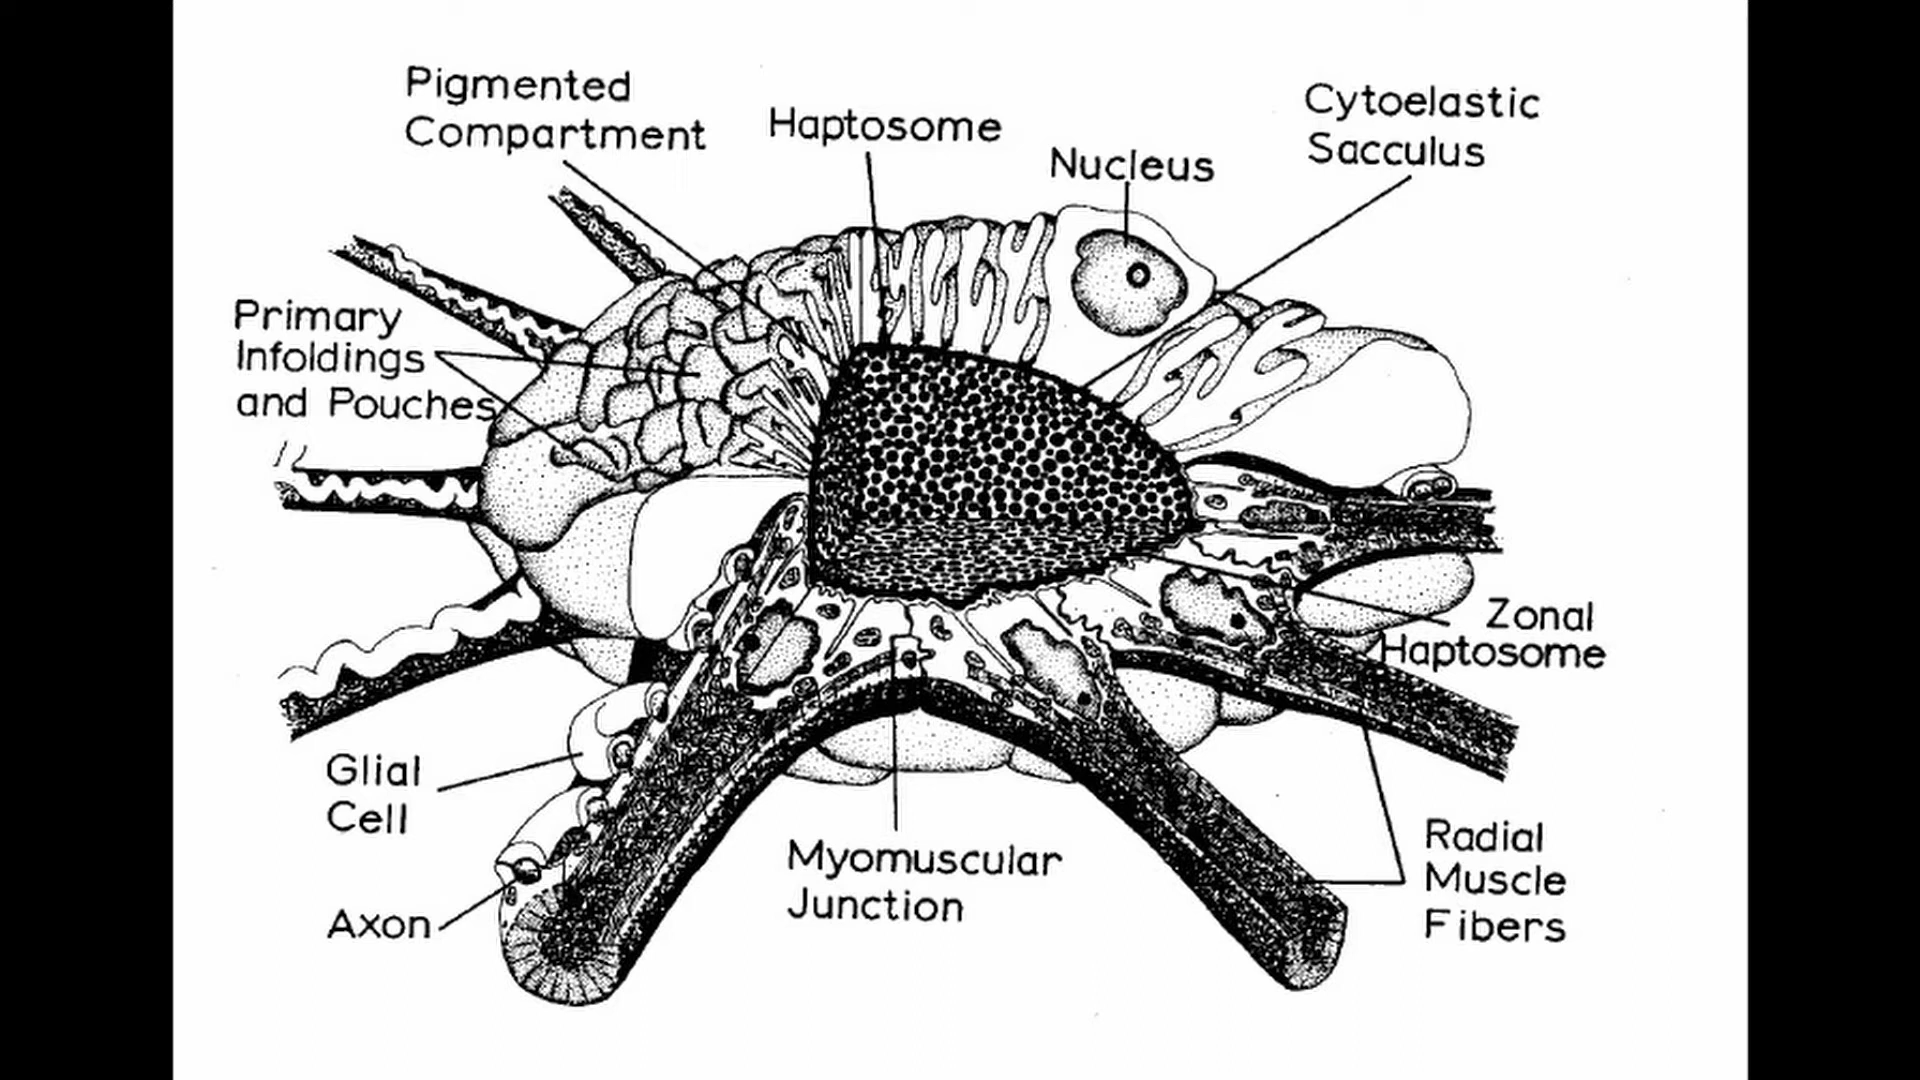 Pigmented
Compartment
Haptosome
Nucleus
Cytoelastic
Sacculus
Primary
Infoldings
and Pouches
Zonal
Haptosome
Glial
Cell
Axon
Myomuscular
Junction
Radial
Muscle
Fibers